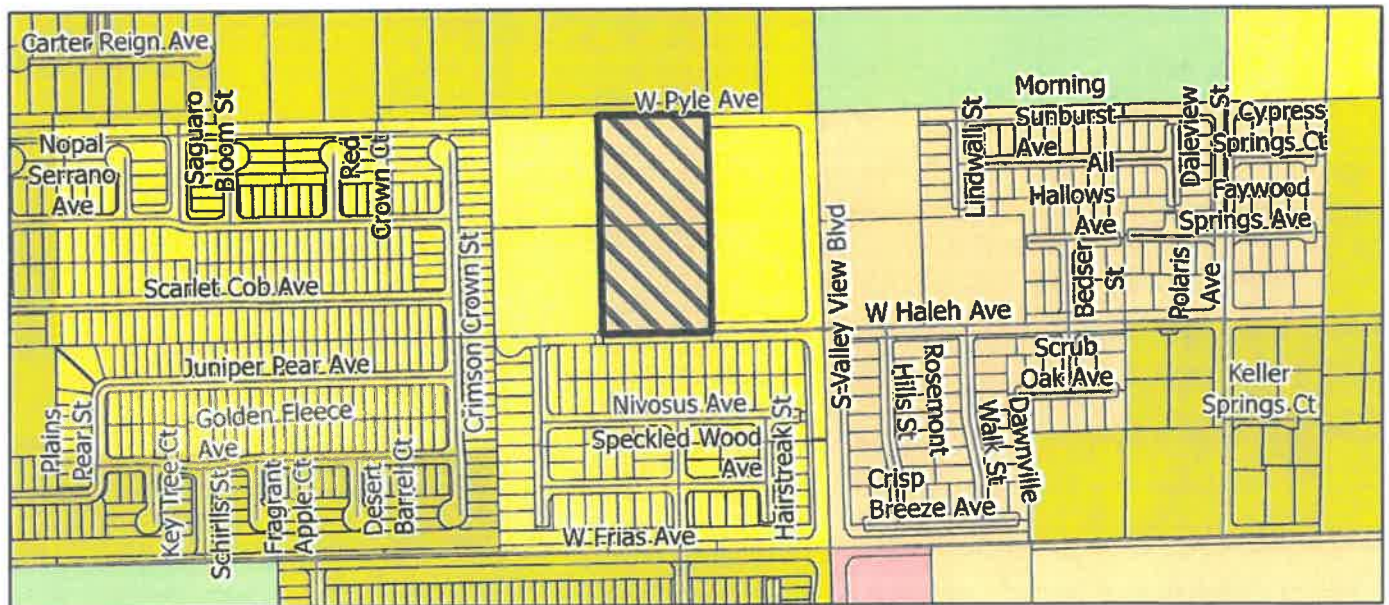 Carter Reign Ave
W Pyle Ave
Nopal
Serrano
Ave
Saguaro
Bloom St
Red
Crown Ct
Scarlet Cob Ave
Juniper Pear Ave
Golden Fleece
Ave
Plains
Pear St
Key Tree Ct
Schirlls St
Fragrant
Apple Ct
Desert
Barrel Ct
Crimson Crown St
Nivosus Ave
Speckled Wood
Ave
Hairstreak St
W Frias Ave
S Valley View Blvd
Morning
Sunburst
Ave
Lindwall St
All
Hallows
Ave
Daleview
St
Cypress
Springs Ct
Faywood
Springs Ave
Bedser
St
Polaris
Ave
W Haleh Ave
Rosemont
Hills St
Scrub
Oak Ave
Dawnville
Walk St
Crisp
Breeze Ave
Keller
Springs Ct